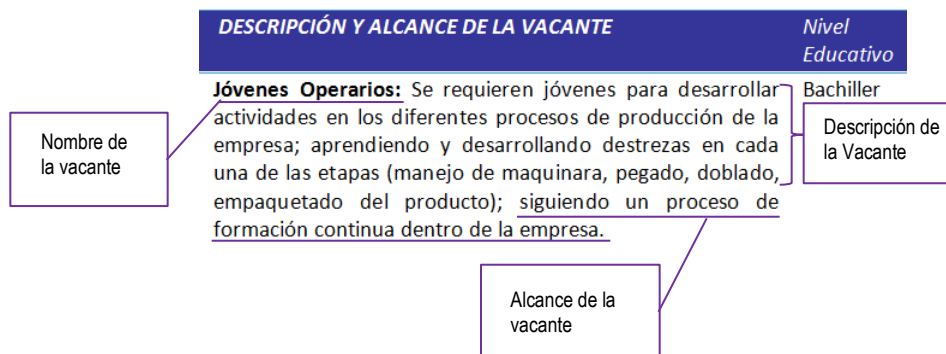 DESCRIPCIÓN Y ALCANCE DE LA VACANTE
Nivel
Educativo
Jóvenes Operarios: Se requieren jóvenes para desarrollar
actividades en los diferentes procesos de producción de la
empresa; aprendiendo y desarrollando destrezas en cada
una de las etapas (manejo de maquinara, pegado, doblado,
empaquetado del producto); siguiendo un proceso de
formación continua dentro de la empresa.
Bachiller
Nombre de
la vacante
Descripción de
la Vacante
Alcance de la
vacante